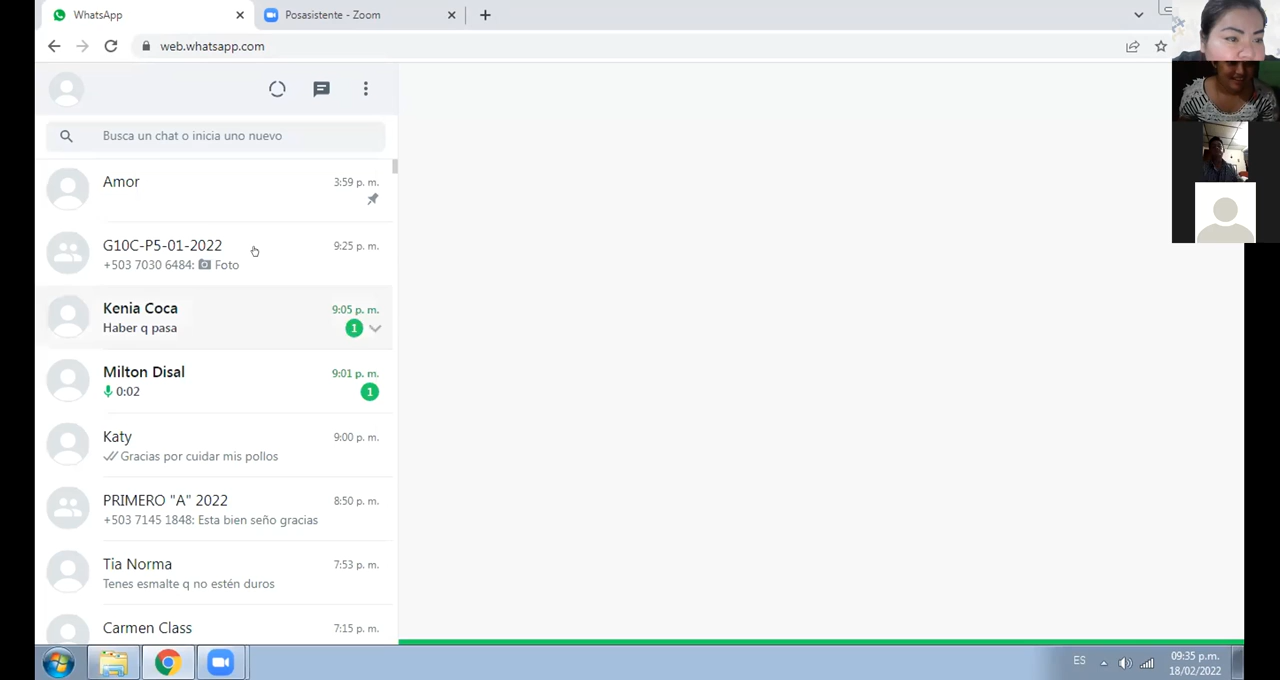 WhatsApp
Posasistente - Zoom
web.whatsapp.com
Busca un chat o inicia uno nuevo
Amor
3:59 p. m.
G10C-P5-01-2022
9:25 p. m.
+503 7030 6484: Foto
Kenia Coca
9:05 p. m.
Haber q pasa
1
Milton Disal
9:01 p. m.
0:02
1
Katy
9:00 p. m.
Gracias por cuidar mis pollos
PRIMERO "A" 2022
8:50 p. m.
+503 7145 1848: Esta bien seño gracias
Tia Norma
7:53 p. m.
Tenes esmalte q no estén duros
Carmen Class
7:15 p. m.
ES
09:35 p.m.
18/02/2022